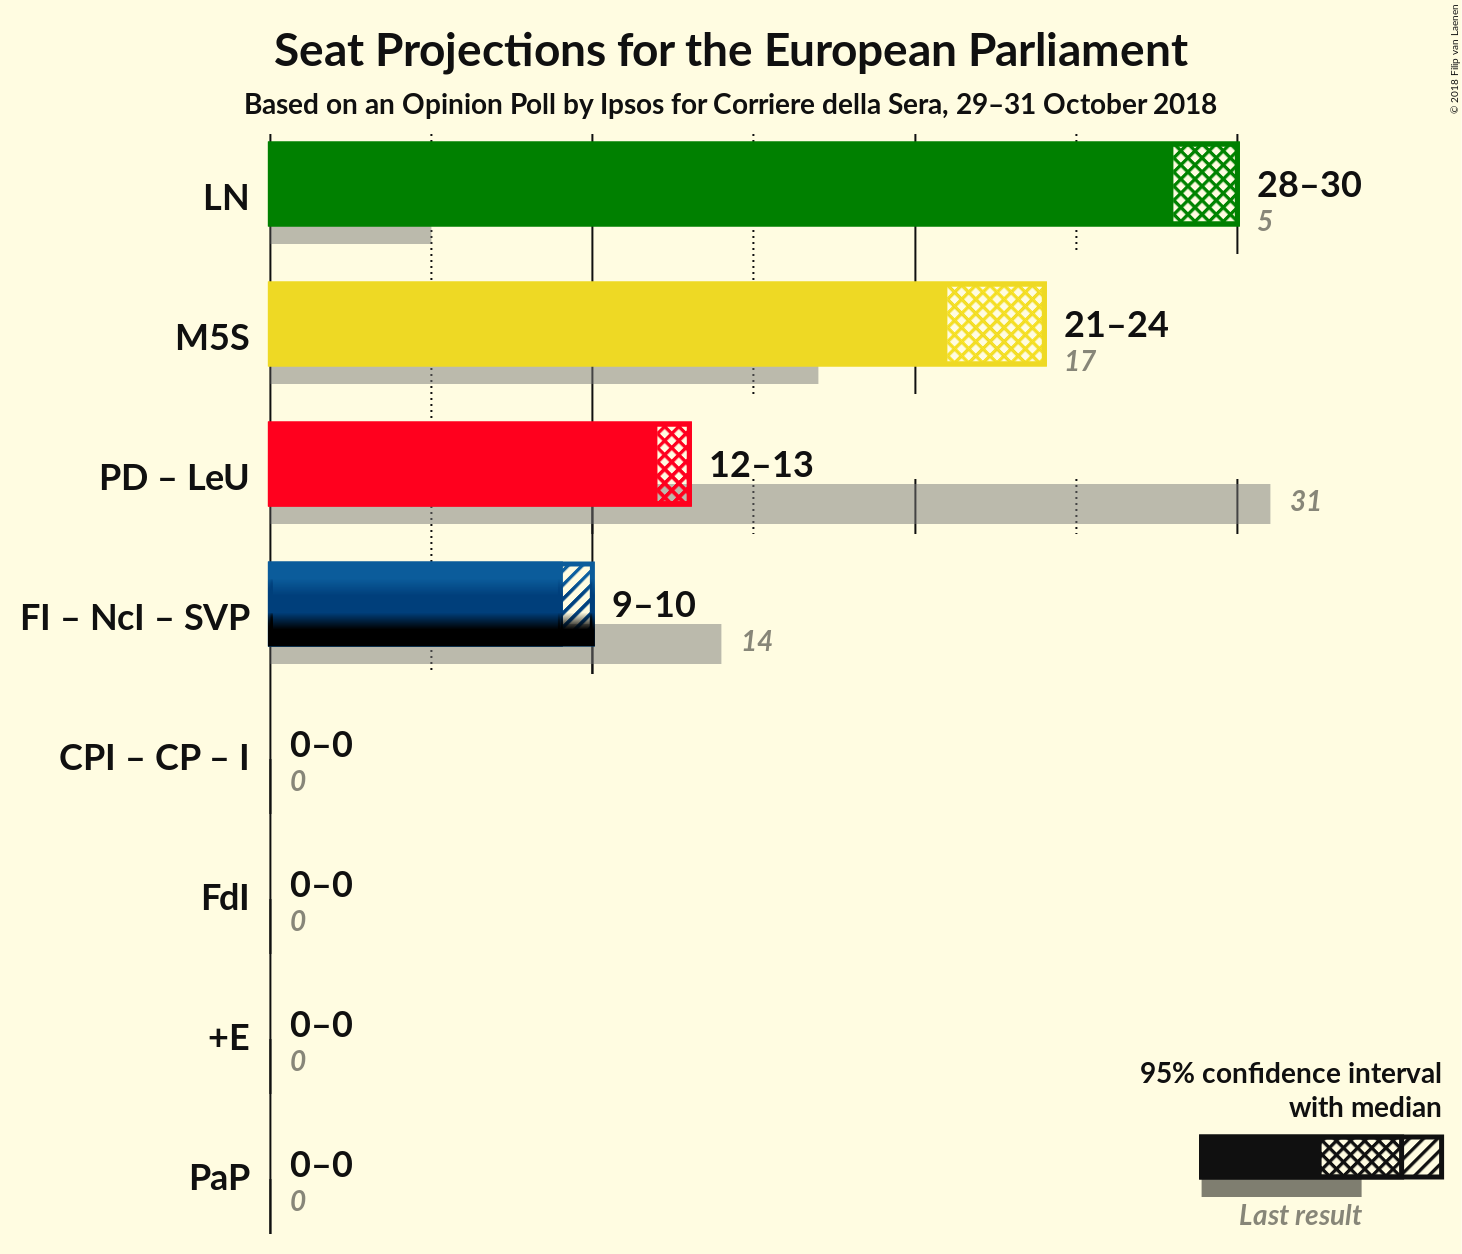 Seat Projections for the European Parliament
Based on an Opinion Poll by Ipsos for Corriere della Sera, 29–31 October 2018
© 2018 Filip van Laenen
LN
28–30
5
M5S
21–24
17
PD – LeU
12–13
31
FI – NcI – SVP
9–10
14
CPI – CP – I
0–0
0
FdI
0–0
0
+E
0–0
0
PaP
0–0
0
95% confidence interval
with median
Last result